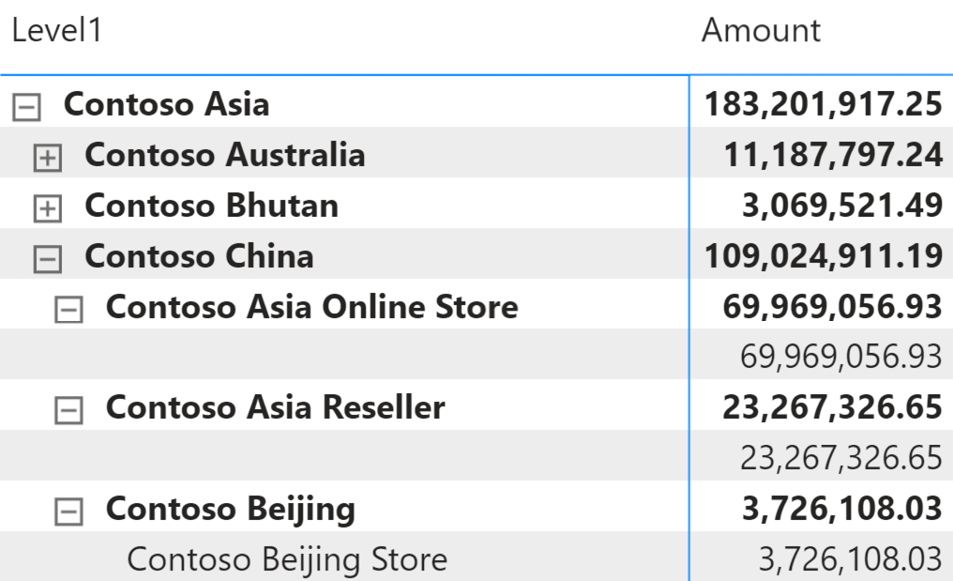 Level1 Amount
Contoso Asia 183,201,917.25
Contoso Australia 11,187,797.24
Contoso Bhutan 3,069,521.49
Contoso China 109,024,911.19
Contoso Asia Online Store 69,969,056.93
69,969,056.93
Contoso Asia Reseller 23,267,326.65
23,267,326.65
Contoso Beijing 3,726,108.03
Contoso Beijing Store 3,726,108.03